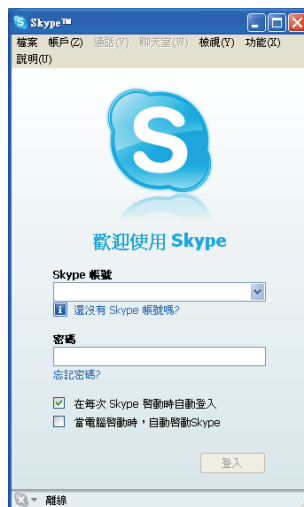 Skype™
檔案 帳戶(Z) 通話(V) 聊天室(W) 檢視(Y) 功能(X)
說明(U)
S
歡迎使用 Skype
Skype 帳號
還沒有 Skype 帳號嗎?
密碼
忘記密碼?
在每次 Skype 啓動時自動登入
當電腦啓動時，自動啓動Skype
登入
離線